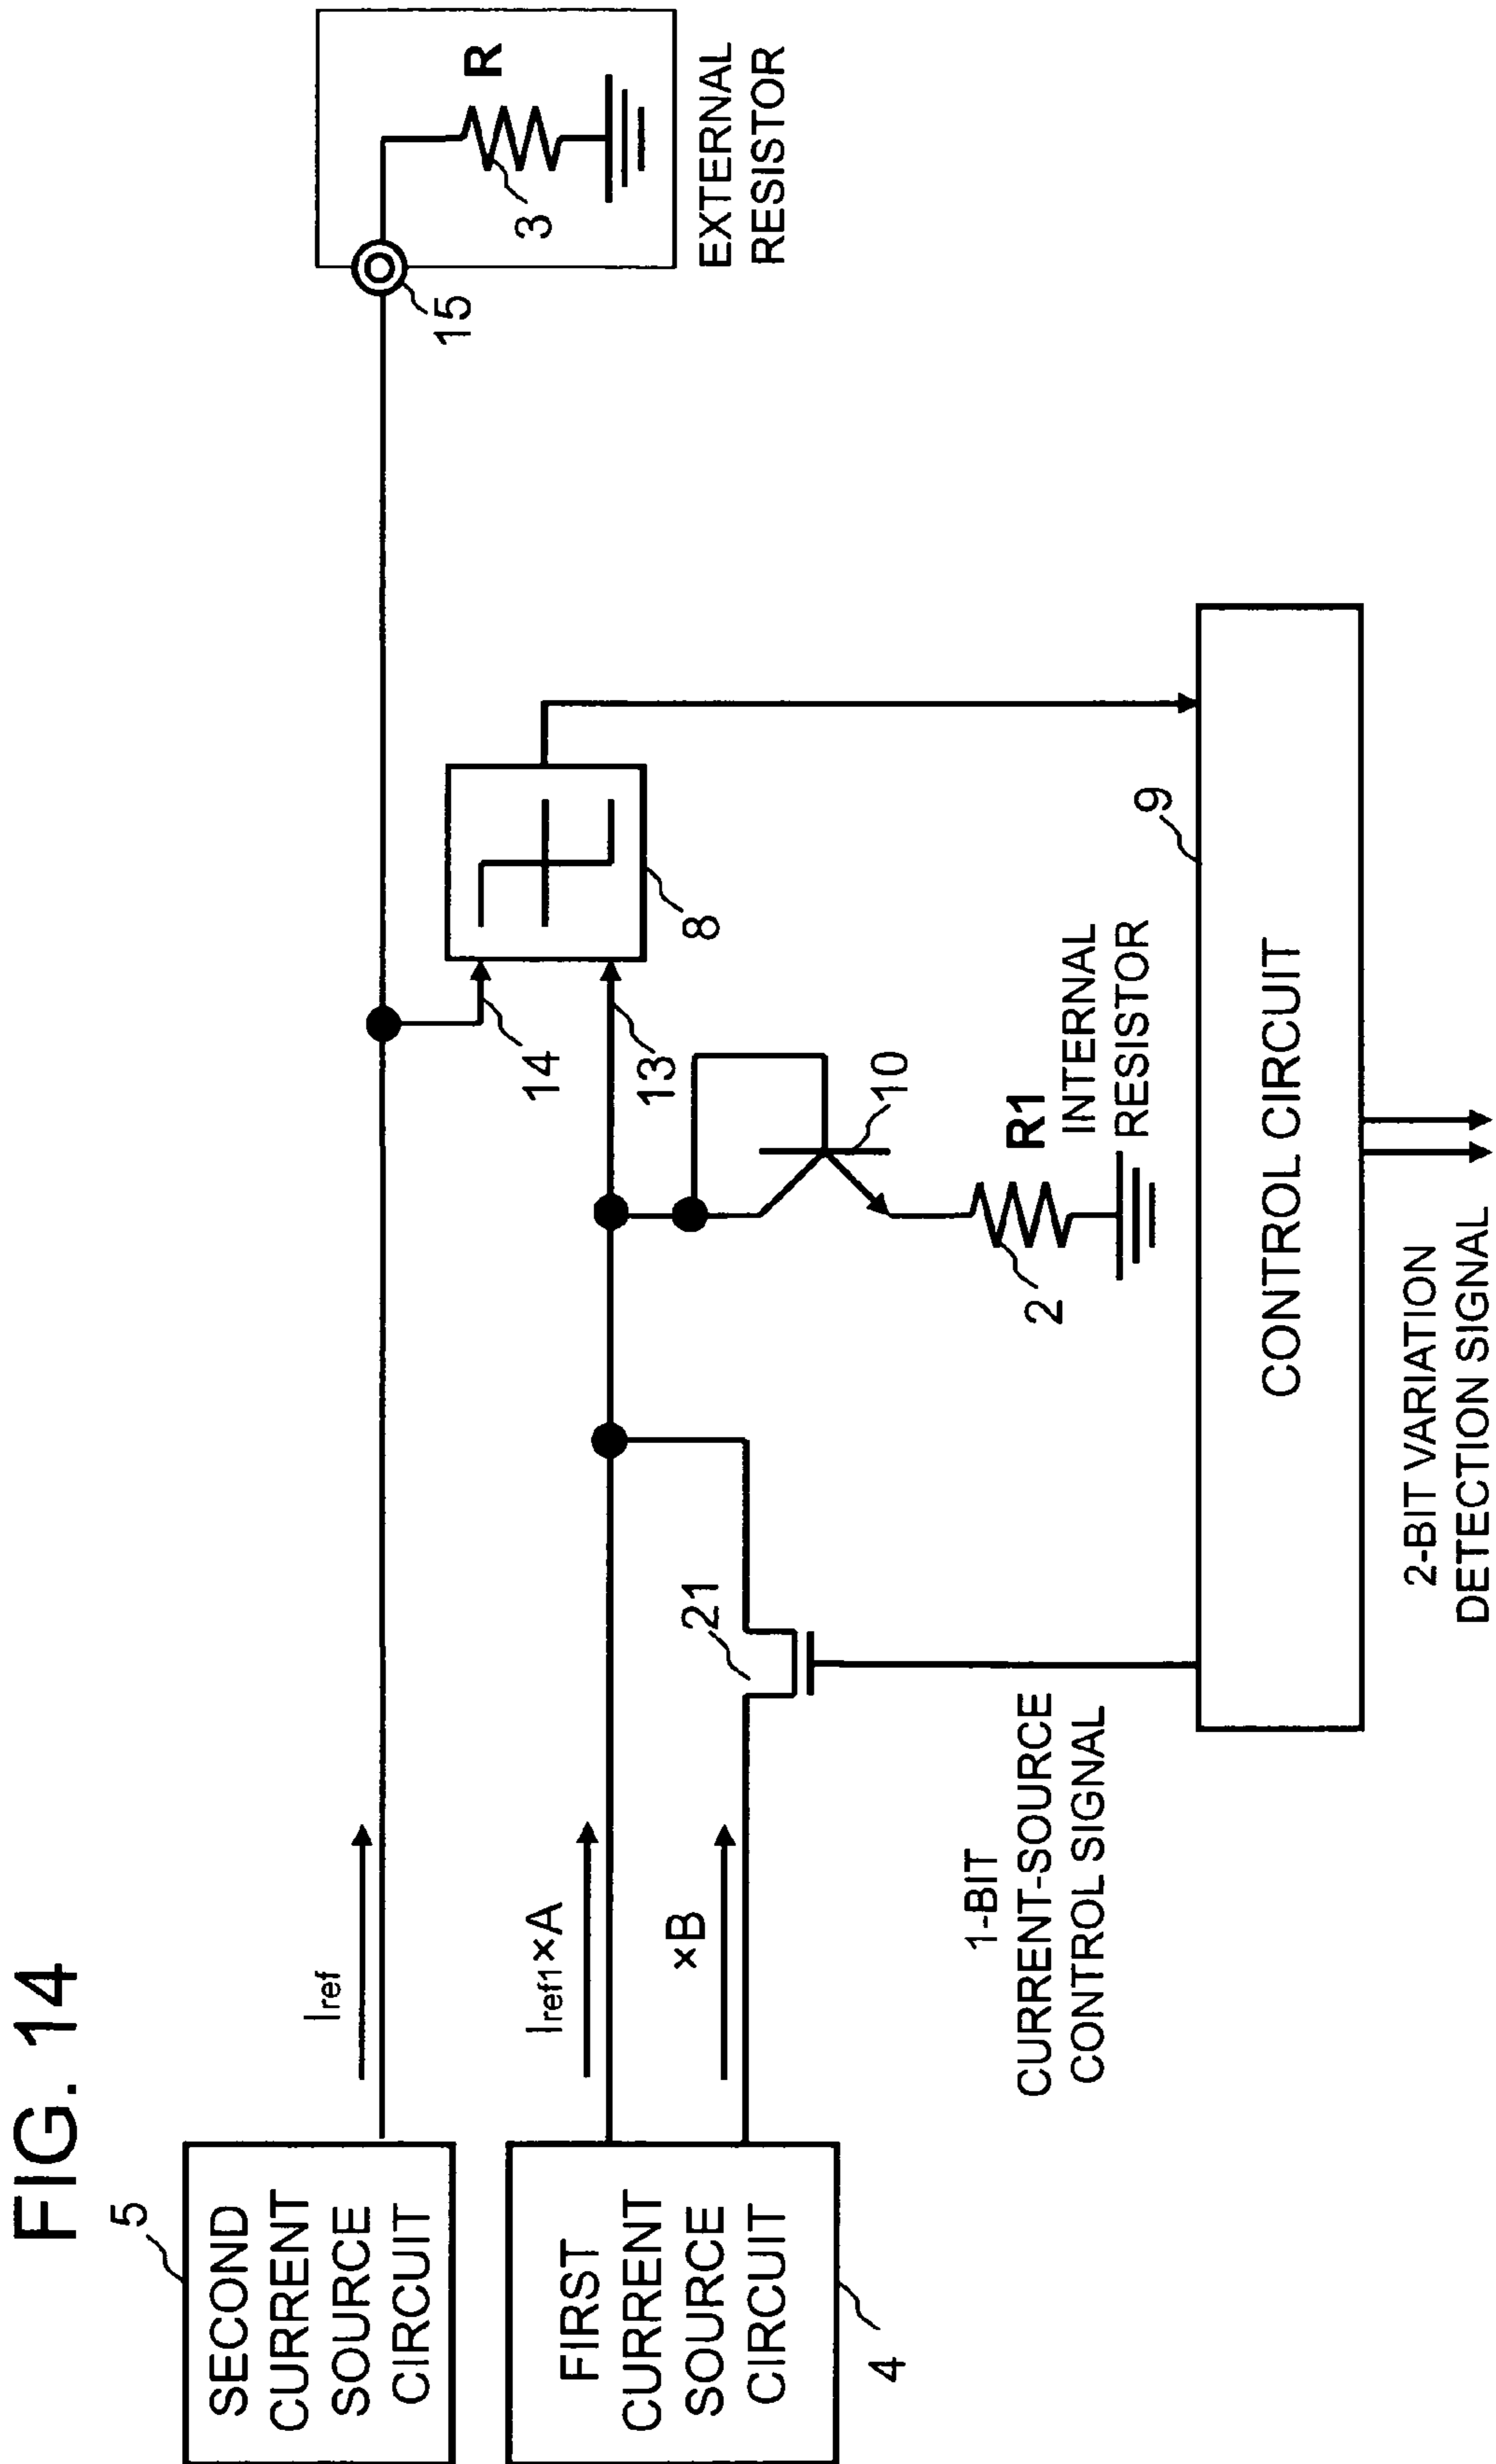 FIG. 14
5
SECOND
CURRENT
SOURCE
CIRCUIT
Iref
15
3
R
EXTERNAL
RESISTOR
FIRST
CURRENT
SOURCE
CIRCUIT
4
Iref1×A
×B
21
14
13
8
10
2
R1
INTERNAL
RESISTOR
1-BIT
CURRENT-SOURCE
CONTROL SIGNAL
9
CONTROL CIRCUIT
2-BIT VARIATION
DETECTION SIGNAL